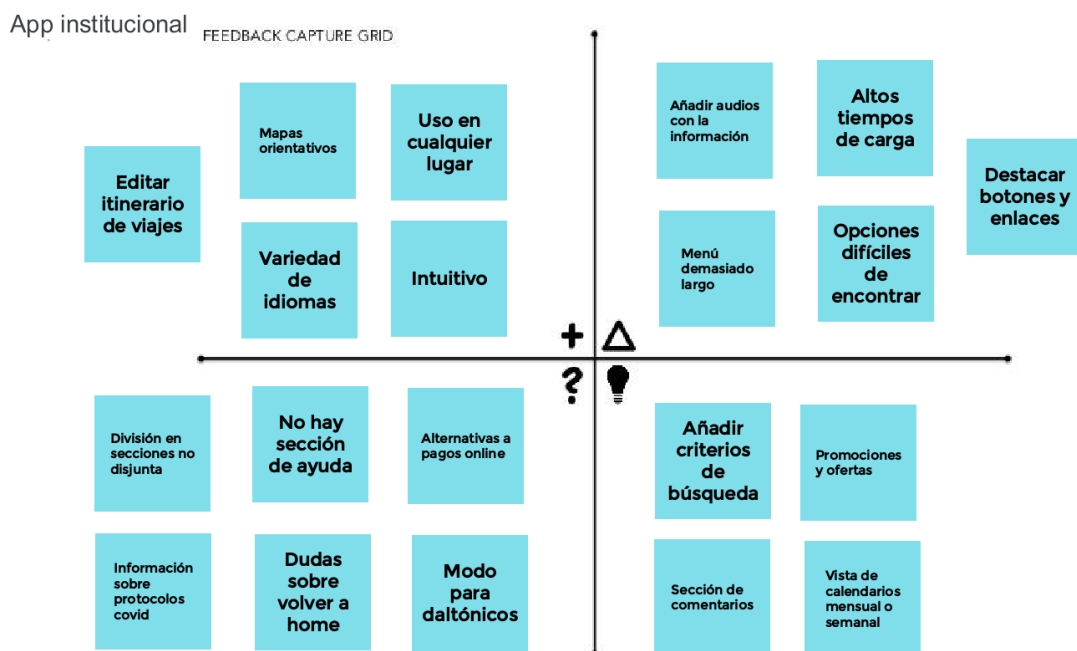 App institucional
FEEDBACK CAPTURE GRID
Editar
itinerario
de viajes
Mapas
orientativos
Uso en
cualquier
lugar
Variedad
de
idiomas
Intuitivo
Añadir audios
con la
información
Altos
tiempos
de carga
Destacar
botones y
enlaces
Menú
demasiado
largo
Opciones
difíciles
de
encontrar
+ Δ
?
División en
secciones no
disjunta
No hay
sección
de ayuda
Alternativas a
pagos online
Información
sobre
protocolos
covid
Dudas
sobre
volver a
home
Modo
para
daltónicos
Añadir
criterios
de
búsqueda
Promociones
y ofertas
Sección de
comentarios
Vista de
calendarios
mensual o
semanal